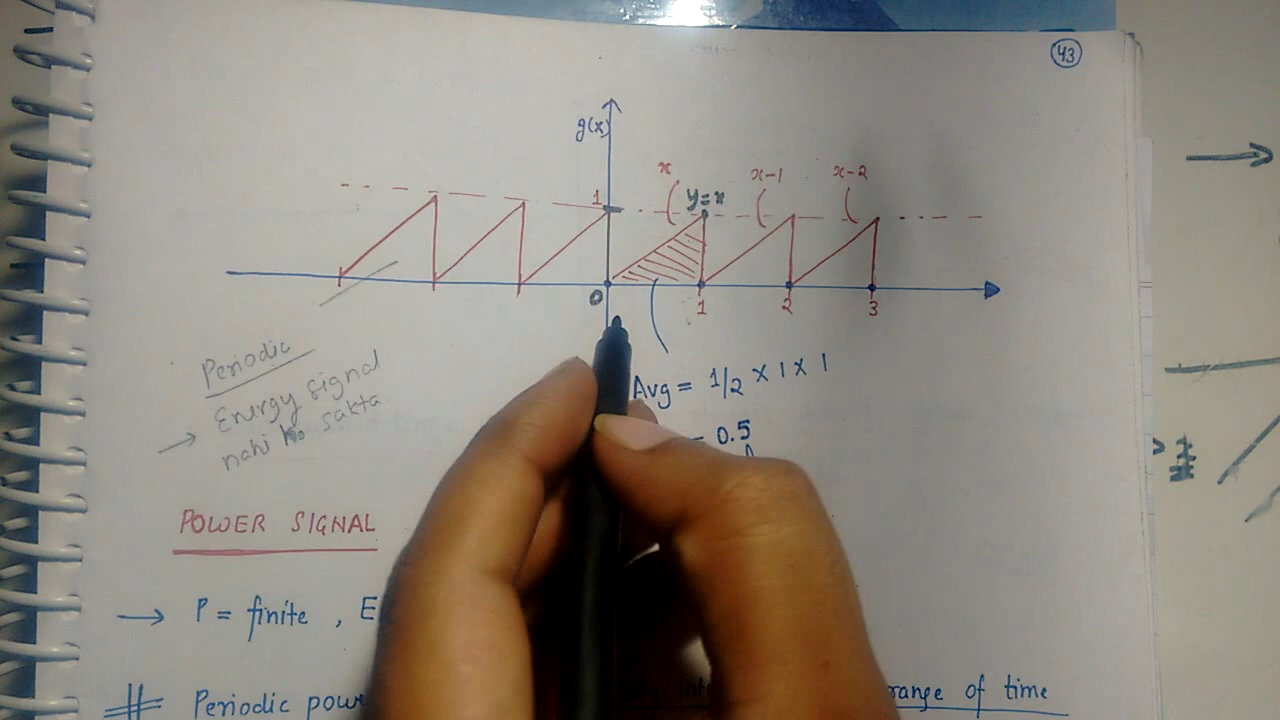 43
g(x)
x x-1 x-2
1 y=x
0 1 2 3
Periodic
→ Energy signal
nahi ho sakta
Avg = 1/2 × 1 × 1
= 0.5
POWER SIGNAL
→ P = finite , E
# Periodic pow range of time